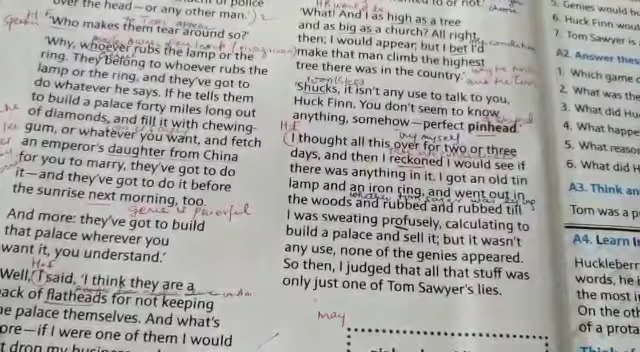 over the head—or any other man.'
'Who makes them tear around so?'
'Why, whoever rubs the lamp or the
ring. They belong to whoever rubs the
lamp or the ring, and they've got to
do whatever he says. If he tells them
to build a palace forty miles long out
of diamonds, and fill it with chewing-
gum, or whatever you want, and fetch
an emperor's daughter from China
for you to marry, they've got to do
it—and they've got to do it before
the sunrise next morning, too.
genie is powerful
And more: they've got to build
that palace wherever you
want it, you understand.'
Well,' I said, 'I think they are a
pack of flatheads for not keeping
the palace themselves. And what's
more—if I were one of them I would
'What! And I as high as a tree
and as big as a church? All right,
then; I would appear, but I bet I'd
make that man climb the highest
tree there was in the country.'
'Shucks, it isn't any use to talk to you,
Huck Finn. You don't seem to know
anything, somehow—perfect pinhead.'
my myself
I thought all this over for two or three
days, and then I reckoned I would see if
there was anything in it. I got an old tin
lamp and an iron ring, and went out in
the woods and rubbed and rubbed till
I was sweating profusely, calculating to
build a palace and sell it; but it wasn't
any use, none of the genies appeared.
So then, I judged that all that stuff was
only just one of Tom Sawyer's lies.
may
5. Genies would
6. Huck Finn woul
7. Tom Sawyer is
A2. Answer thes
1. Which game
2. What was the
3. What did Hu
4. What happe
5. What reason
6. What did H
A3. Think an
Tom was a p
A4. Learn l
Huckleberr
words, he i
the most i
On the oth
of a prota